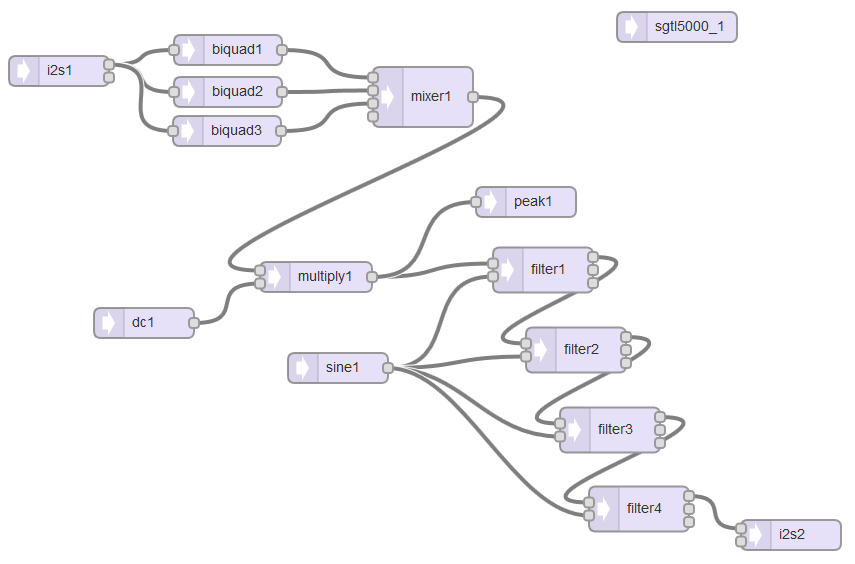 sgtl5000_1
biquad1
i2s1
biquad2
mixer1
biquad3
peak1
filter1
multiply1
dc1
filter2
sine1
filter3
filter4
i2s2